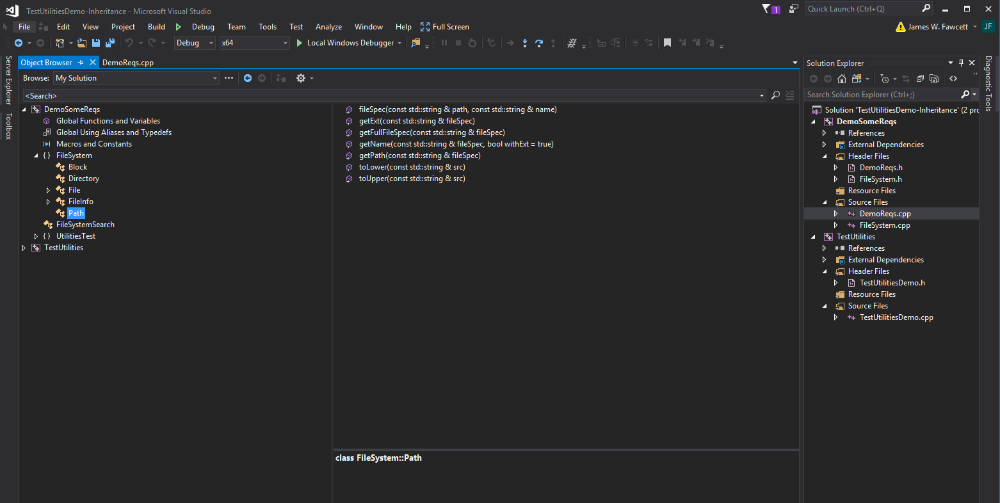 TestUtilitiesDemo-Inheritance - Microsoft Visual Studio
1
Quick Launch (Ctrl+Q)
File Edit View Project Build Debug Team Tools Test Analyze Window Help Full Screen
James W. Fawcett
JF
Debug
x64
Local Windows Debugger
Server Explorer
Toolbox
Object Browser
DemoReqs.cpp
Browse: My Solution
<Search>
DemoSomeReqs
Global Functions and Variables
Global Using Aliases and Typedefs
Macros and Constants
{ } FileSystem
Block
Directory
File
FileInfo
Path
FileSystemSearch
{ } UtilitiesTest
TestUtilities
fileSpec(const std::string & path, const std::string & name)
getExt(const std::string & fileSpec)
getFullFileSpec(const std::string & fileSpec)
getName(const std::string & fileSpec, bool withExt = true)
getPath(const std::string & fileSpec)
toLower(const std::string & src)
toUpper(const std::string & src)
class FileSystem::Path
Solution Explorer
Search Solution Explorer (Ctrl+;)
Solution 'TestUtilitiesDemo-Inheritance' (2 pro
DemoSomeReqs
References
External Dependencies
Header Files
DemoReqs.h
FileSystem.h
Resource Files
Source Files
DemoReqs.cpp
FileSystem.cpp
TestUtilities
References
External Dependencies
Header Files
TestUtilitiesDemo.h
Resource Files
Source Files
TestUtilitiesDemo.cpp
Diagnostic Tools